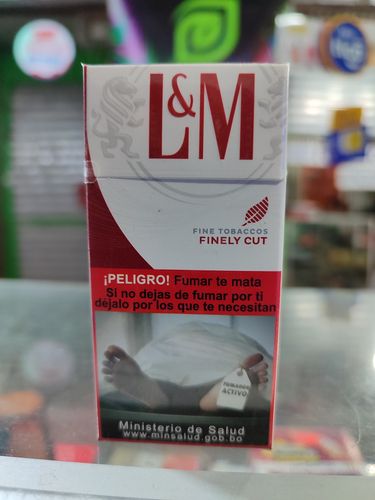 L&M
FINE TOBACCOS
FINELY CUT
¡PELIGRO! Fumar te mata
Si no dejas de fumar por ti
déjalo por los que te necesitan
FUMADOR
ACTIVO
Ministerio de Salud
www.minsalud.gob.bo